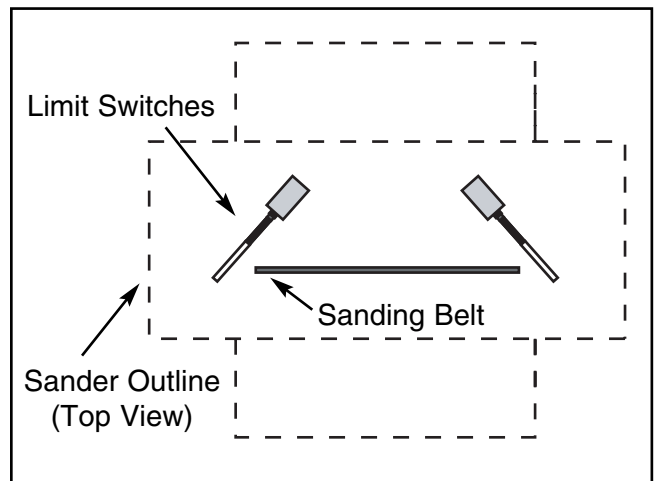 Limit Switches
Sanding Belt
Sander Outline
(Top View)